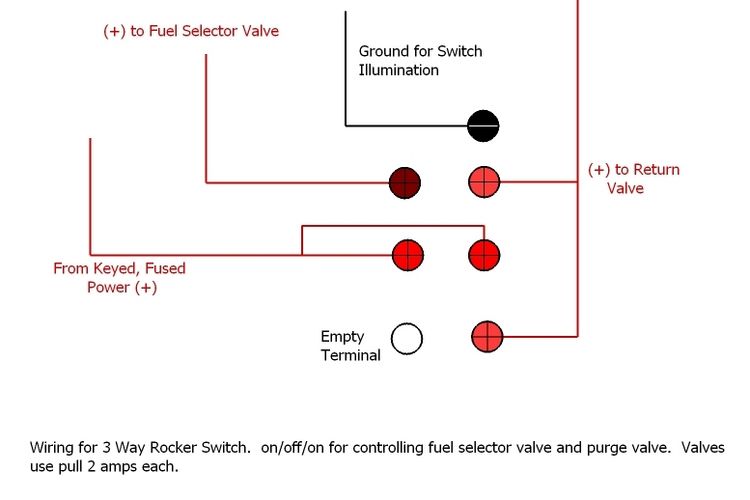 (+) to Fuel Selector Valve
Ground for Switch
Illumination
(+) to Return
Valve
From Keyed, Fused
Power (+)
Empty
Terminal
Wiring for 3 Way Rocker Switch.  on/off/on for controlling fuel selector valve and purge valve.  Valves
use pull 2 amps each.